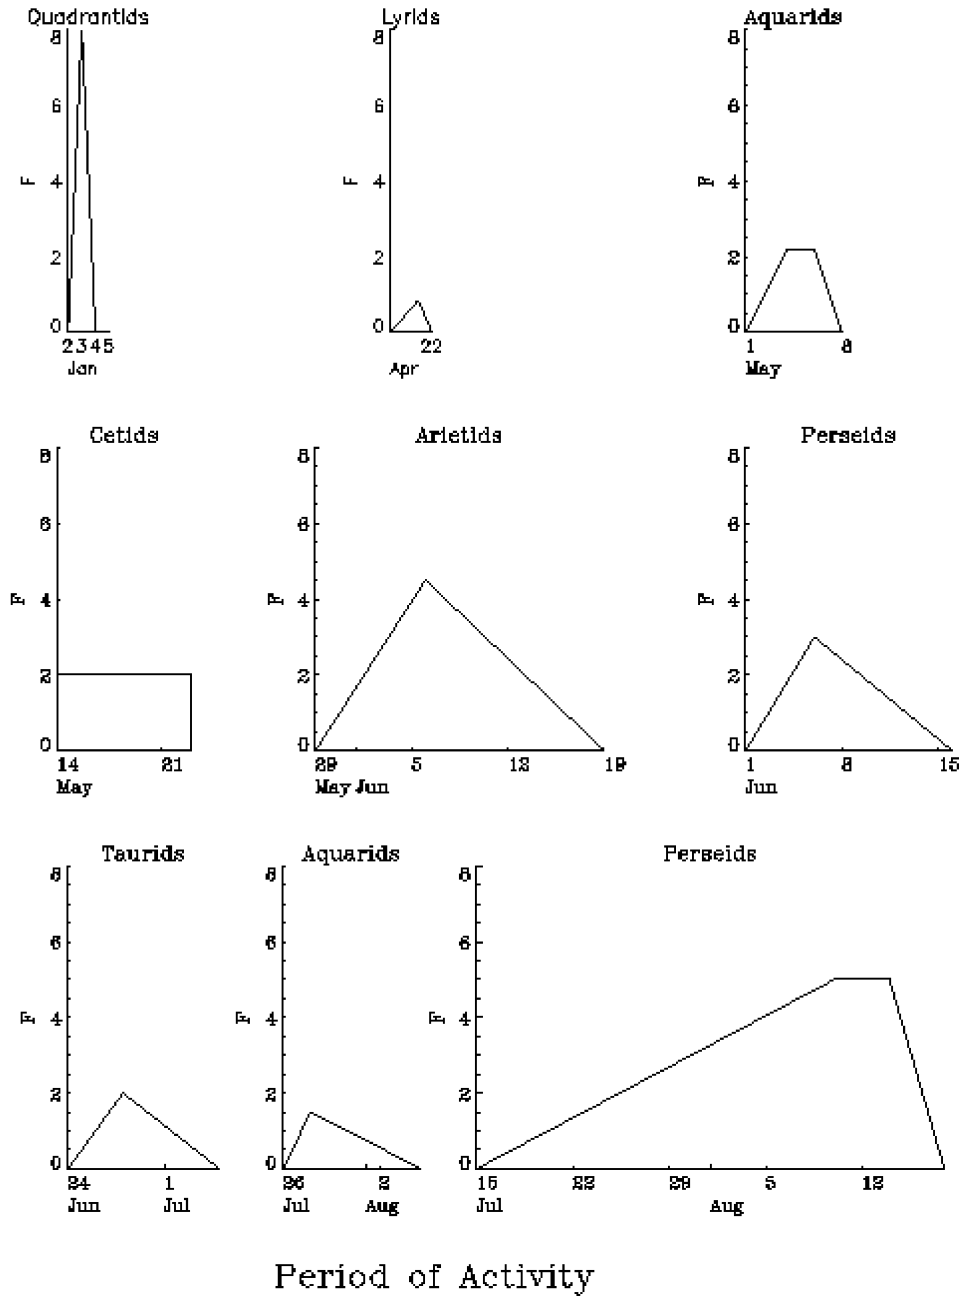 Quadrantids Lyrids Aquarids
8 8 8
6 6 6
F 4 F 4 F 4
2 2 2
0 0 0
2 3 4 5 22 1 8
Jan Apr May
Cetids Arietids Perseids
8 8 8
6 6 6
F 4 F 4 F 4
2 2 2
0 0 0
14 21 29 5 12 19 1 8 15
May May Jun Jun
Taurids Aquarids Perseids
8 8 8
6 6 6
F 4 F 4 F 4
2 2 2
0 0 0
24 1 26 2 15 22 29 5 12
Jun Jul Jul Aug Jul Aug
Period of Activity